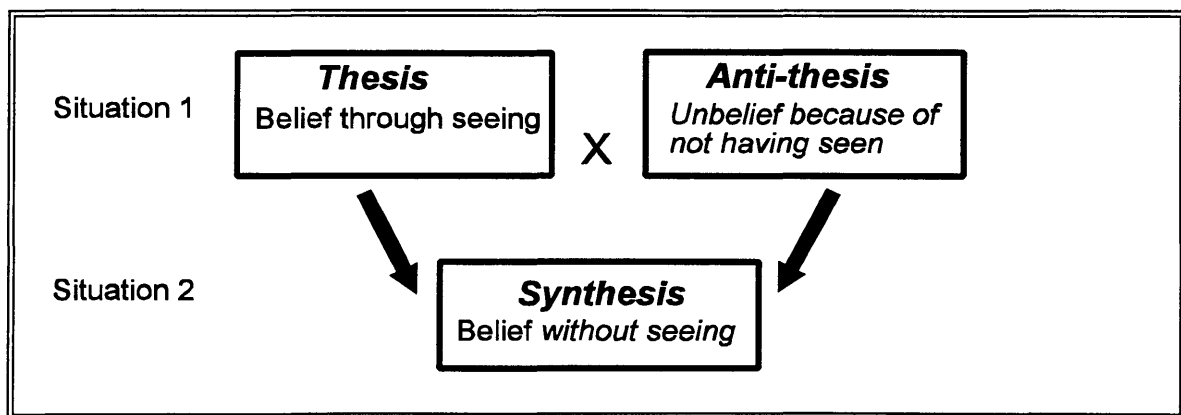 Thesis
Anti-thesis
Situation 1
Belief through seeing
X
Unbelief because of
not having seen
Situation 2
Synthesis
Belief without seeing